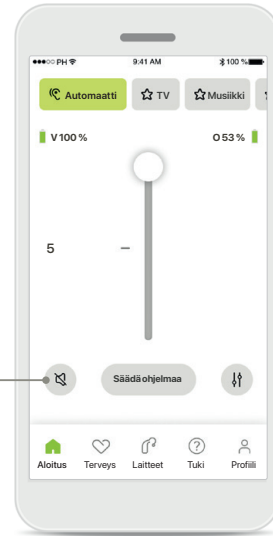 ●●●○○ PH 9:41 AM 100 %
Automaatti TV Musiikki
V 100 % O 53 %
5 –
Säädä ohjelmaa
Aloitus Terveys Laitteet Tuki Profiili